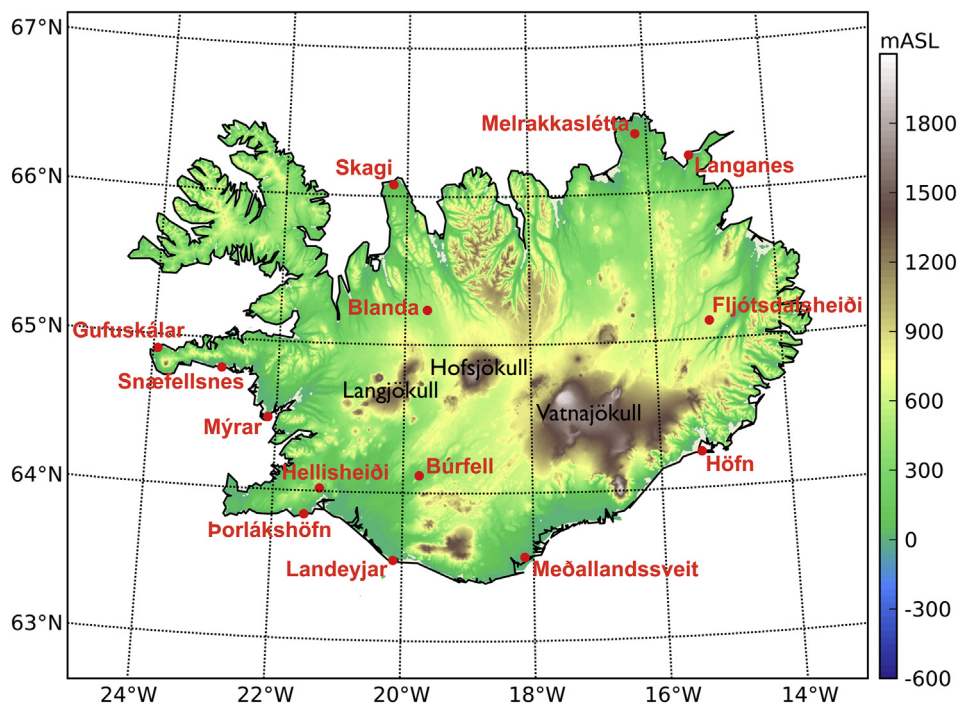 67°N
mASL
1800
Melrakkaslétta
Skagi
Langanes
66°N
1500
1200
Blanda
Fljótsdalsheiði
65°N
Gufuskálar
900
Hofsjökull
Snæfellsnes
Langjökull
Vatnajökull
600
Mýrar
Búrfell
Höfn
64°N
Hellisheiði
300
Þorlákshöfn
0
Landeyjar
Meðallandssveit
63°N
-300
-600
24°W
22°W
20°W
18°W
16°W
14°W